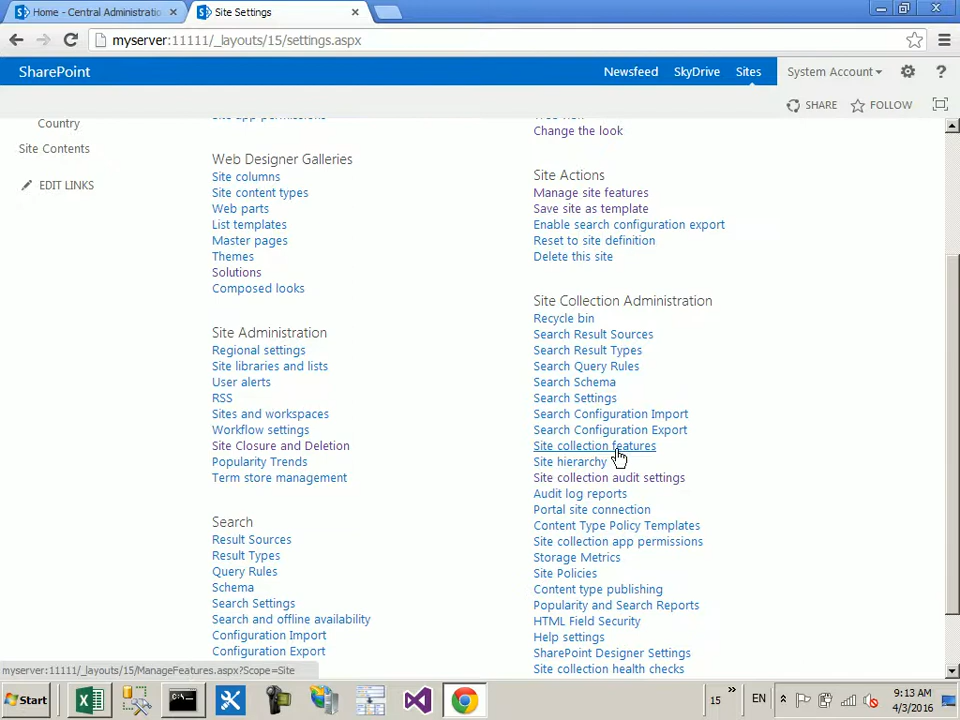 Home - Central Administratio
Site Settings
myserver:11111/_layouts/15/settings.aspx
SharePoint
Newsfeed SkyDrive Sites System Account ?
SHARE FOLLOW
Country
Site Contents
EDIT LINKS
Site app permissions
Web Designer Galleries
Site columns
Site content types
Web parts
List templates
Master pages
Themes
Solutions
Composed looks
Site Administration
Regional settings
Site libraries and lists
User alerts
RSS
Sites and workspaces
Workflow settings
Site Closure and Deletion
Popularity Trends
Term store management
Search
Result Sources
Result Types
Query Rules
Schema
Search Settings
Search and offline availability
Configuration Import
Configuration Export
Change the look
Site Actions
Manage site features
Save site as template
Enable search configuration export
Reset to site definition
Delete this site
Site Collection Administration
Recycle bin
Search Result Sources
Search Result Types
Search Query Rules
Search Schema
Search Settings
Search Configuration Import
Search Configuration Export
Site collection features
Site hierarchy
Site collection audit settings
Audit log reports
Portal site connection
Content Type Policy Templates
Site collection app permissions
Storage Metrics
Site Policies
Content type publishing
Popularity and Search Reports
HTML Field Security
Help settings
SharePoint Designer Settings
Site collection health checks
myserver:11111/_layouts/15/ManageFeatures.aspx?Scope=Site
Start
15
EN
9:13 AM
4/3/2016